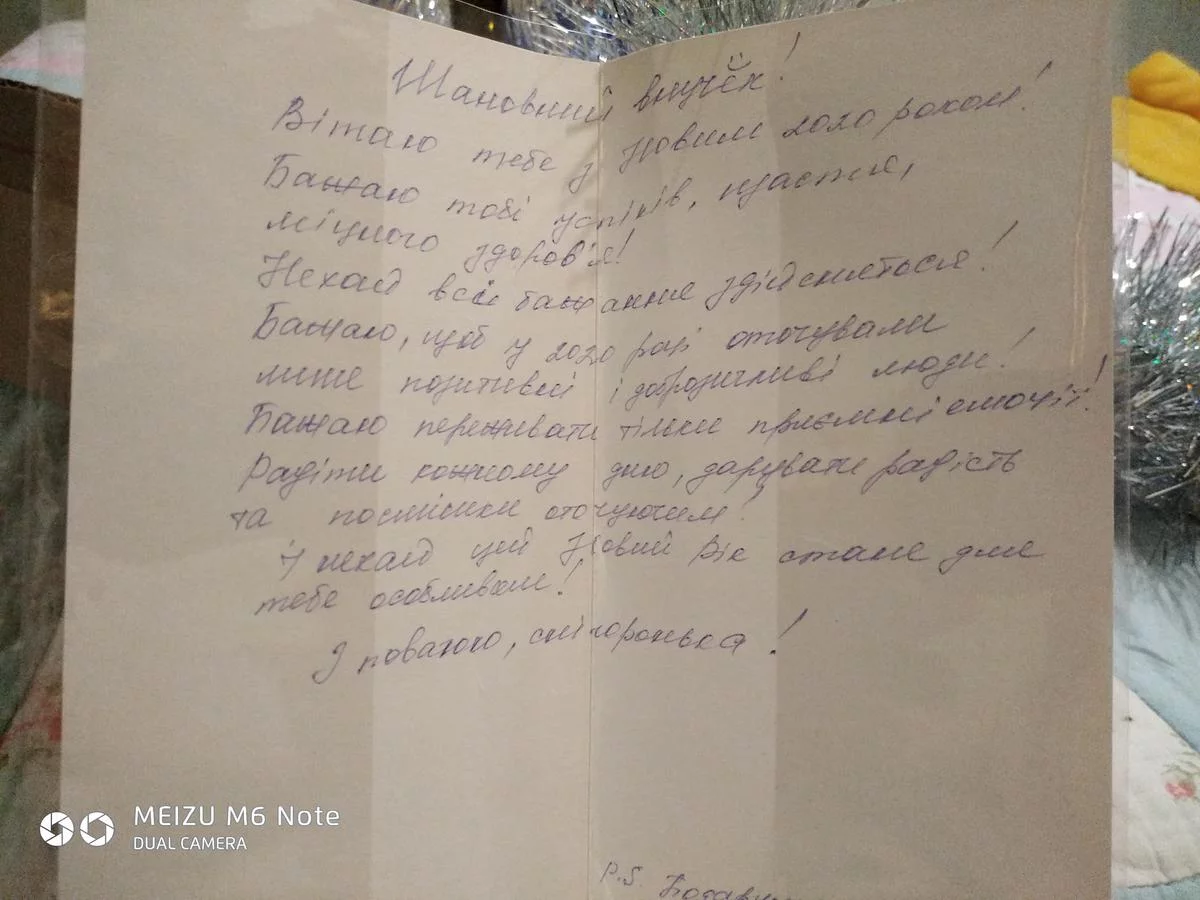 Шановний внучёк!
Вітаю тебе з Новим 2020 роком!
Бажаю тобі успіхів, щастя,
міцного здоров'я!
Нехай всі бажання здійсняться!
Бажаю, щоб у 2020 році оточували
лише позитивні і доброзичливі люди!
Бажаю переживати тільки приємні емоції!
Радіти кожному дню, дарувати радість
та посмішки оточуючим!
І нехай цей Новий Рік стане для
тебе особливим!
З повагою, снігоронька!
P.S.
MEIZU M6 Note
DUAL CAMERA